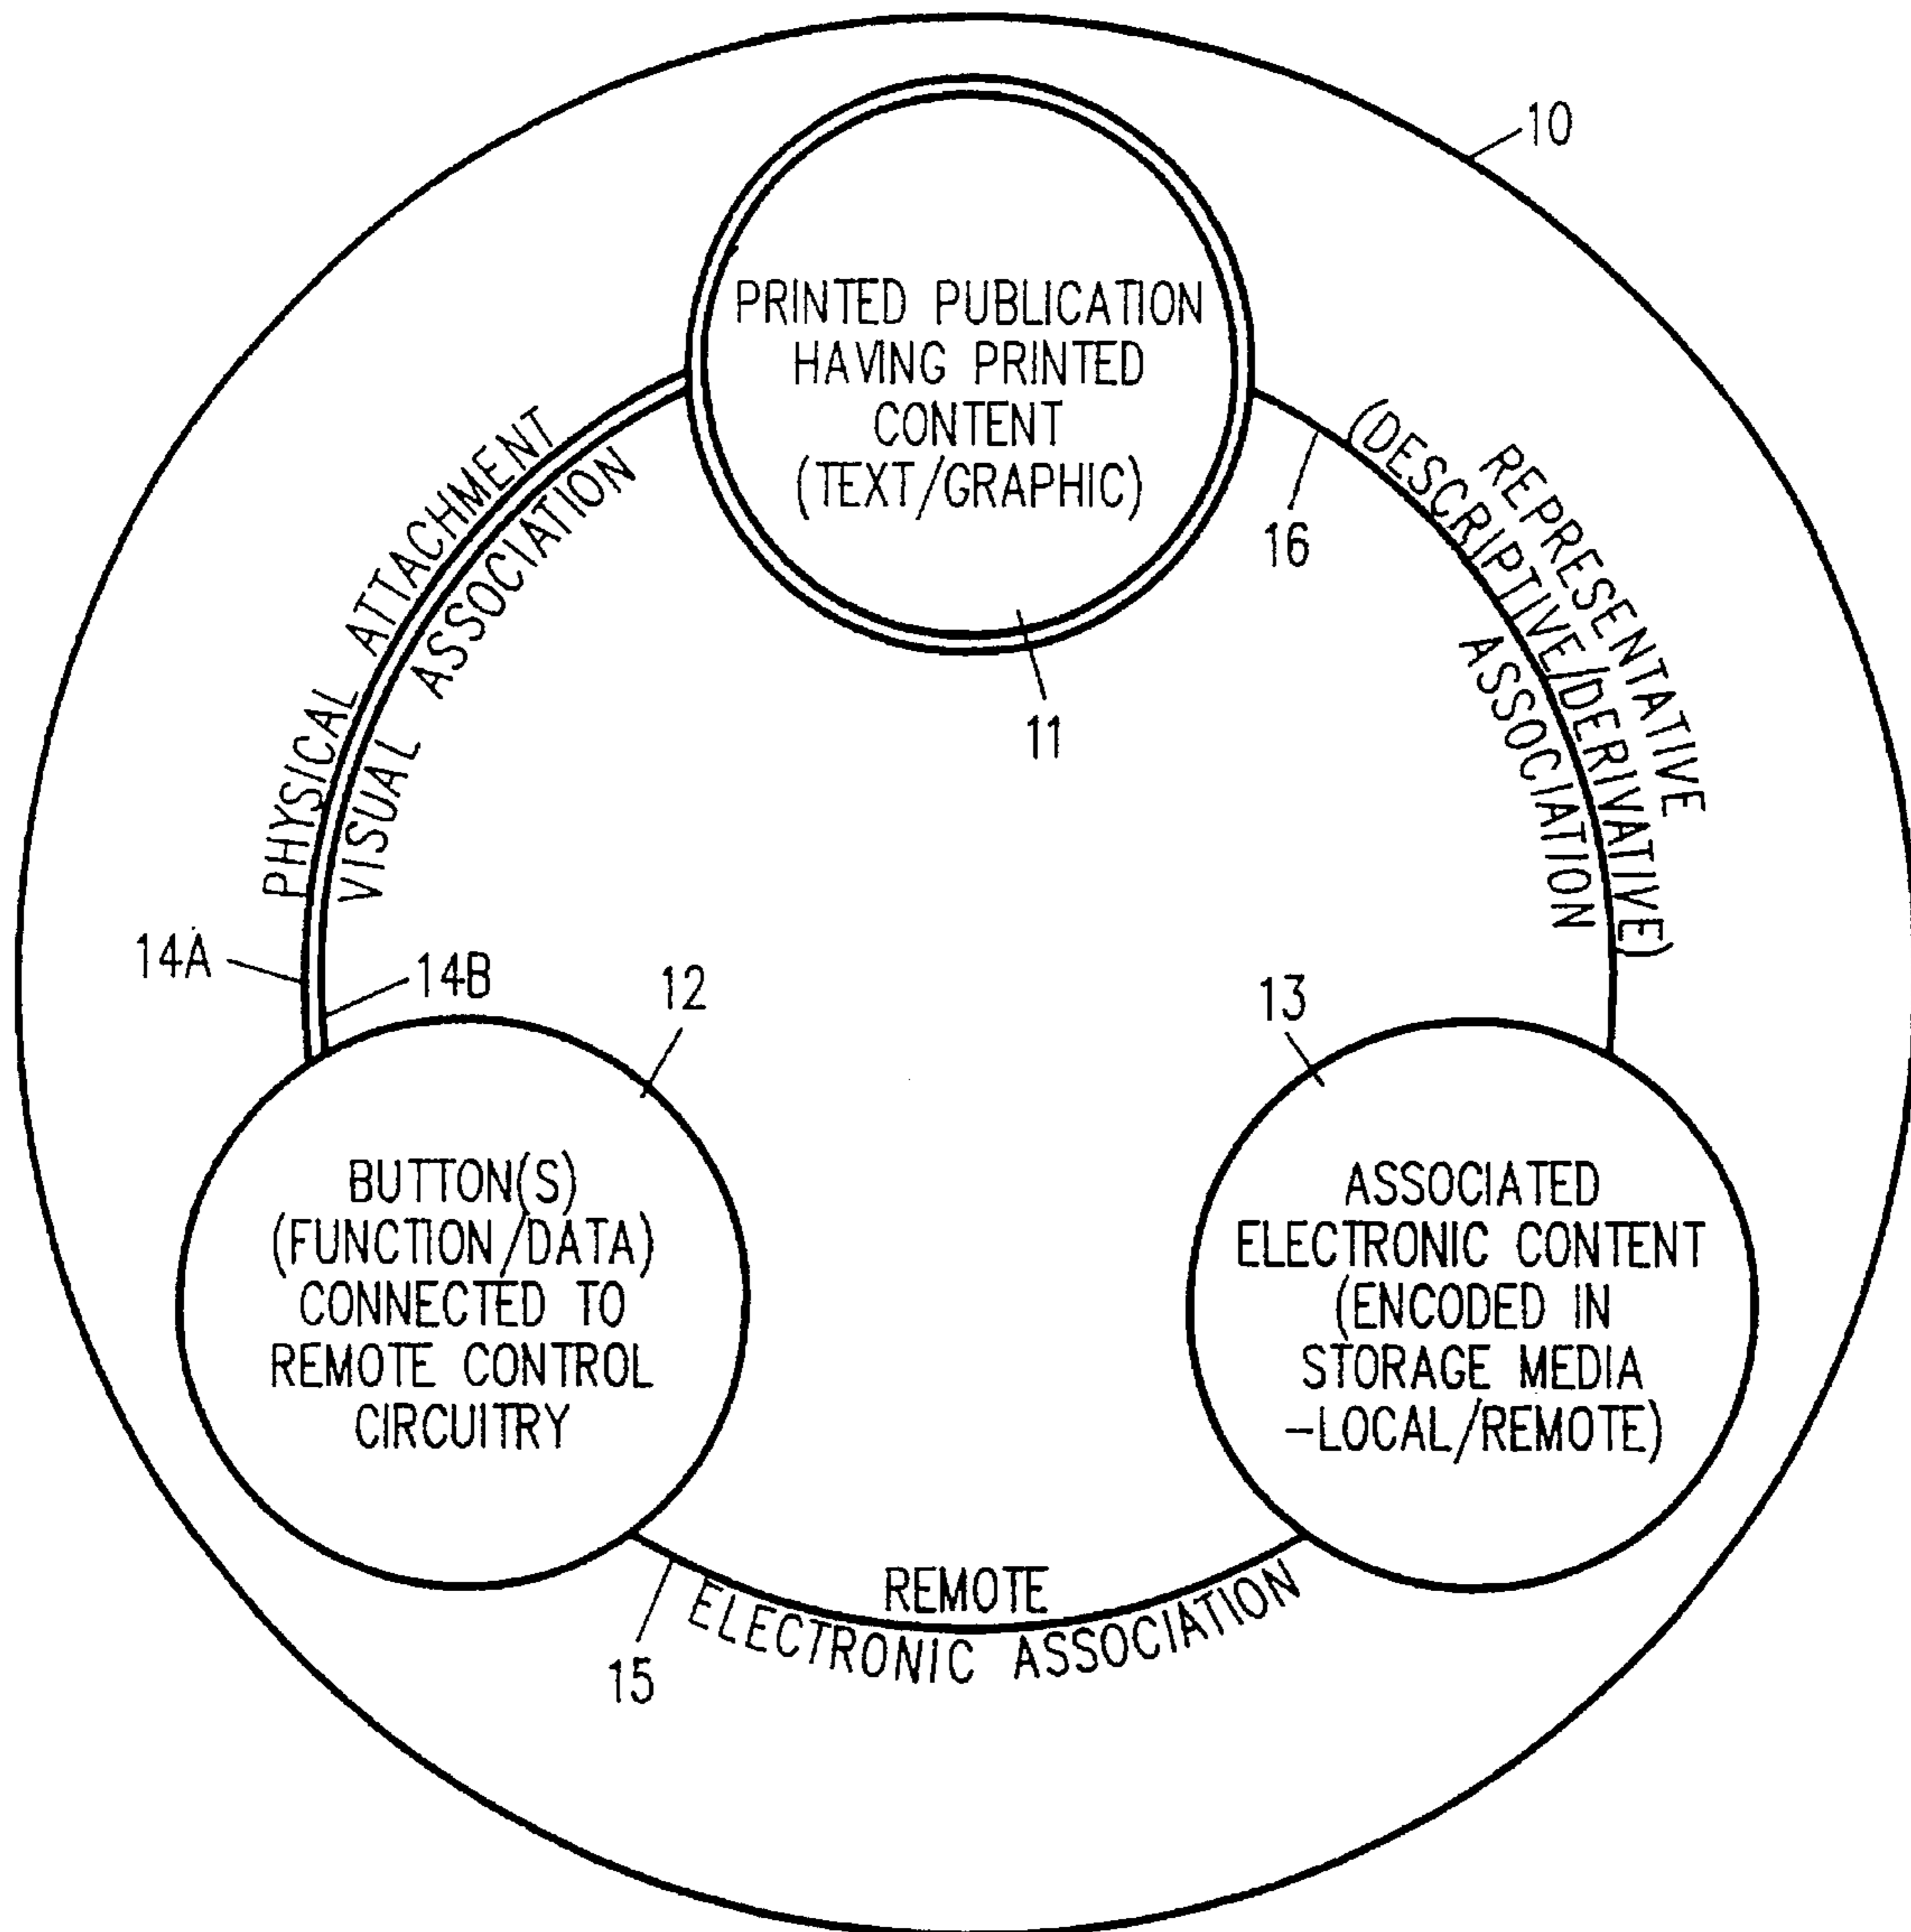 10
PRINTED PUBLICATION
HAVING PRINTED
CONTENT
(TEXT/GRAPHIC)
11
PHYSICAL ATTACHMENT
VISUAL ASSOCIATION
14A
14B
16
REPRESENTATIVE
(DESCRIPTIVE/DERIVATIVE)
ASSOCIATION
12
BUTTON(S)
(FUNCTION/DATA)
CONNECTED TO
REMOTE CONTROL
CIRCUITRY
13
ASSOCIATED
ELECTRONIC CONTENT
(ENCODED IN
STORAGE MEDIA
-LOCAL/REMOTE)
REMOTE
ELECTRONIC ASSOCIATION
15